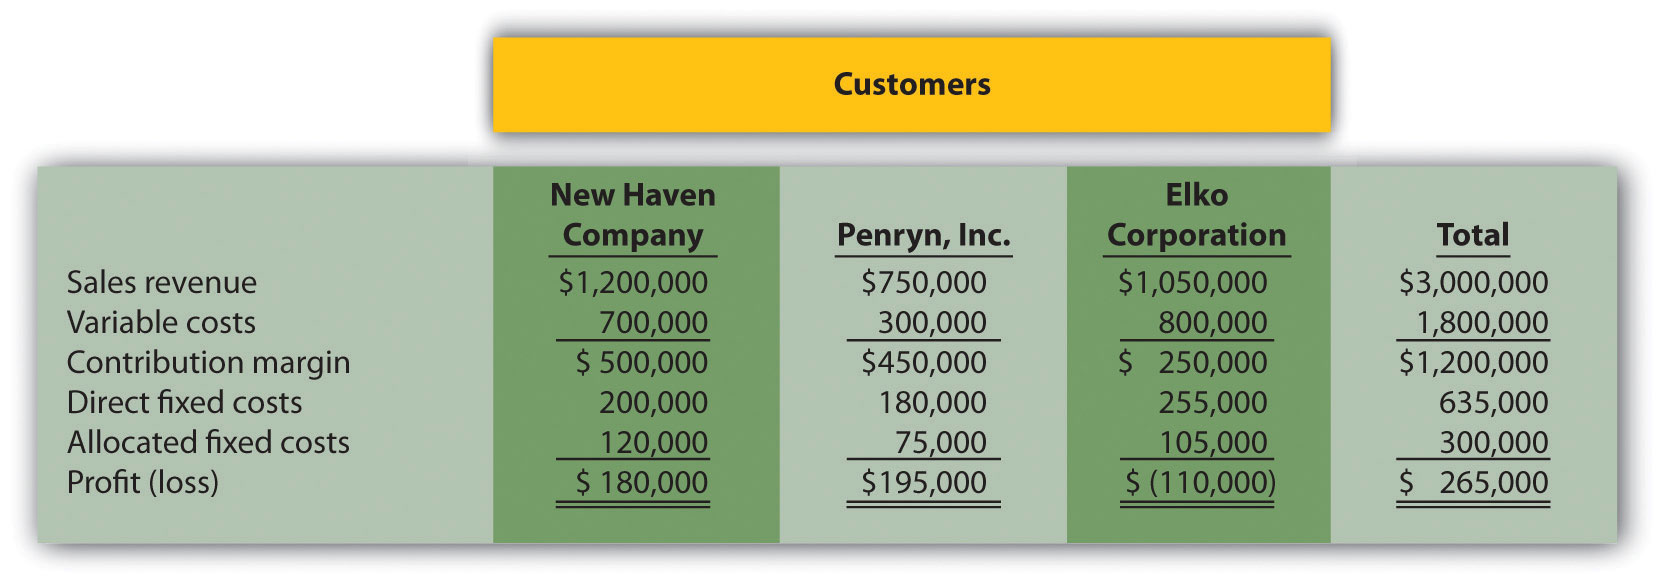 Customers
New Haven
Company Penryn, Inc. Elko
Corporation Total
Sales revenue $1,200,000 $750,000 $1,050,000 $3,000,000
Variable costs 700,000 300,000 800,000 1,800,000
Contribution margin $ 500,000 $450,000 $ 250,000 $1,200,000
Direct fixed costs 200,000 180,000 255,000 635,000
Allocated fixed costs 120,000 75,000 105,000 300,000
Profit (loss) $ 180,000 $195,000 $ (110,000) $ 265,000